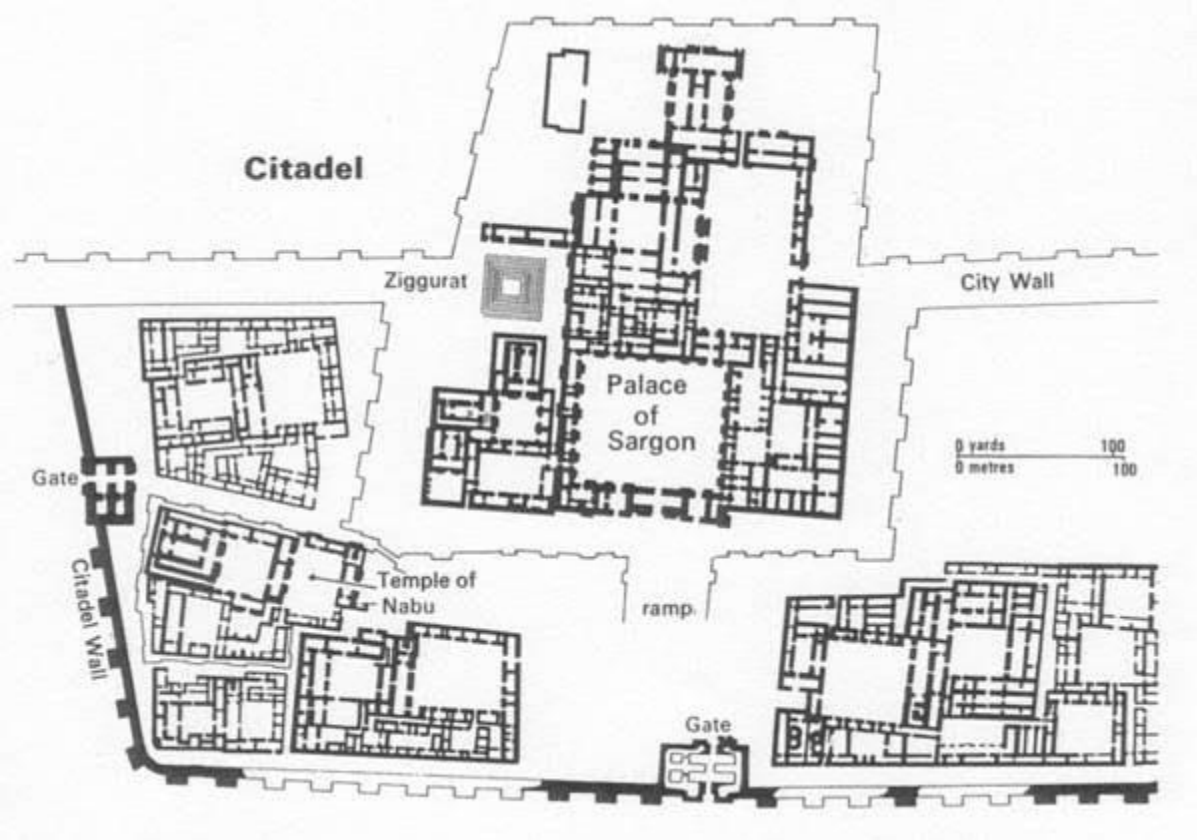 Citadel
Ziggurat
City Wall
Palace
of
Sargon
0 yards 100
0 metres 100
Gate
Temple of
Nabu
Citadel Wall
ramp
Gate